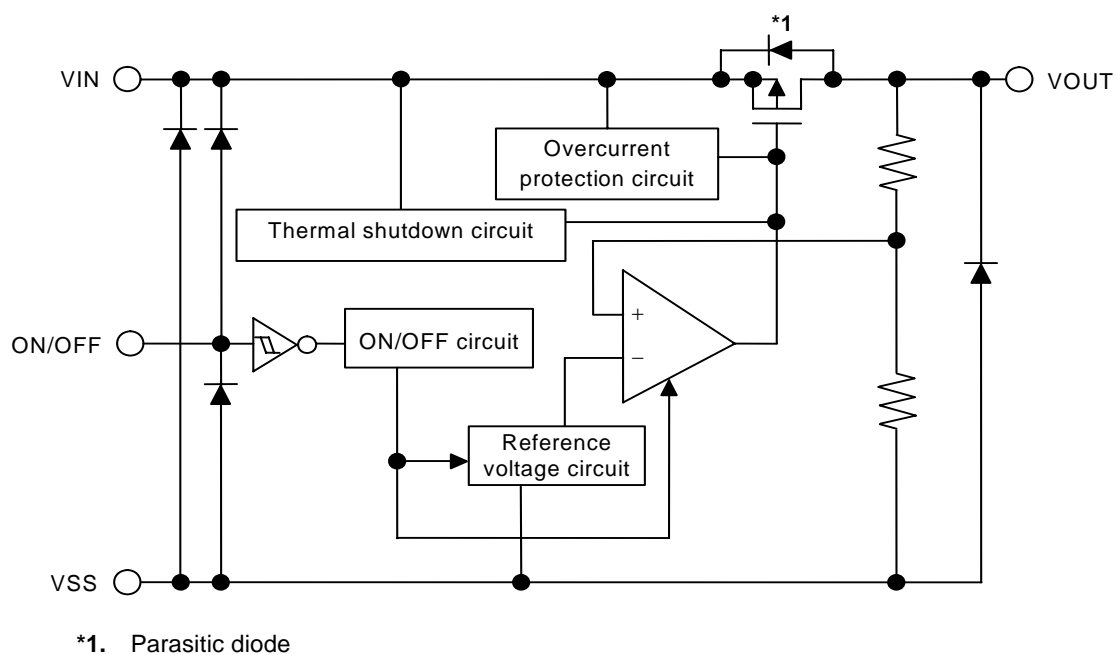 *1
VIN
VOUT
Overcurrent
protection circuit
Thermal shutdown circuit
+
ON/OFF
ON/OFF circuit
−
Reference
voltage circuit
VSS
*1. Parasitic diode